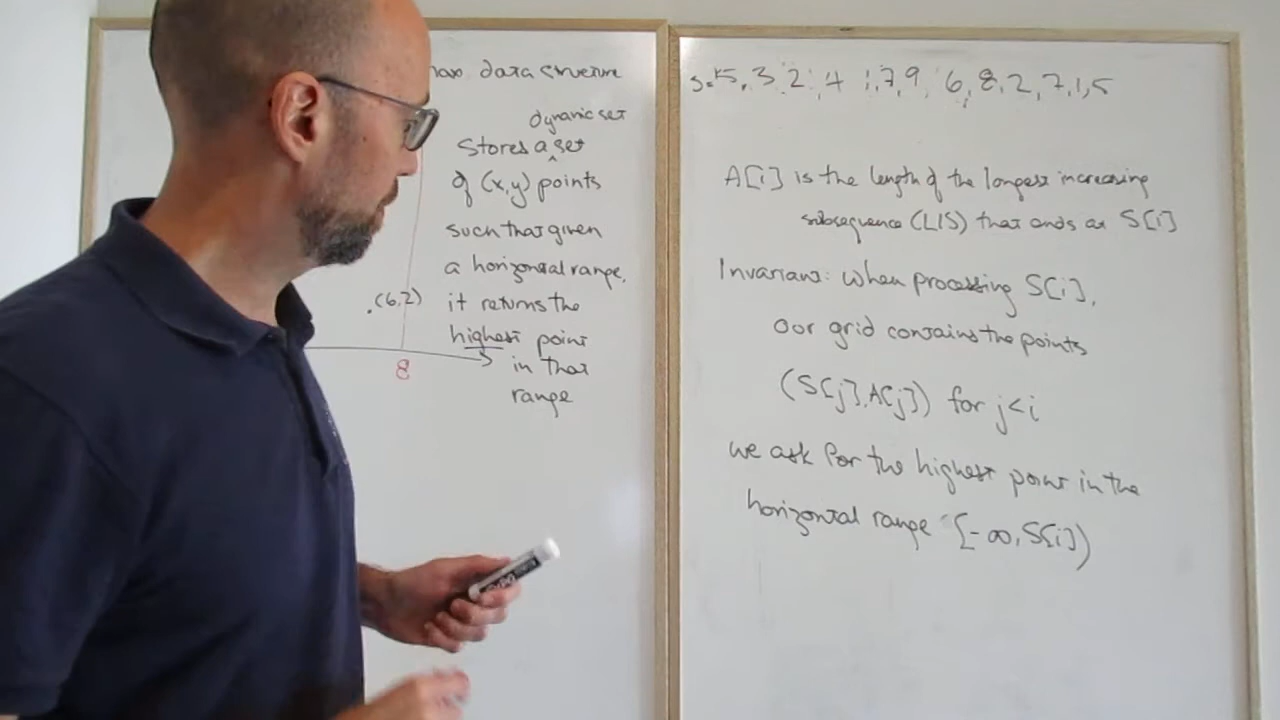 max data structure
dynamic set
Stores a set
of (x,y) points
such that given
a horizontal range,
(6,2)
it returns the
highest point
in that
range
8
S: 5, 3, 2, 4, 1, 7, 9, 6, 8, 2, 7, 1, 5
A[i] is the length of the longest increasing
subsequence (LIS) that ends at S[i]
Invariant: when processing S[i],
our grid contains the points
(S[j], A[j]) for j<i
we ask for the highest point in the
horizontal range [-∞, S[i])